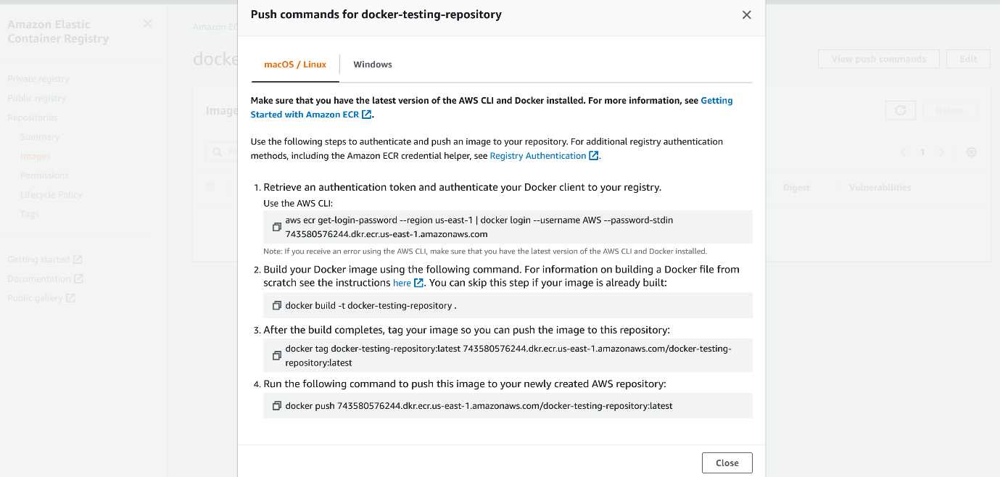 Push commands for docker-testing-repository
Amazon Elastic
Container Registry
Private registry
Public registry
Repositories
Summary
Images
Permissions
Lifecycle Policy
Tags
Getting started
Documentation
Public gallery
Amazon
View push commands
Edit
Delete
1
Digest
Vulnerabilities
macOS / Linux
Windows
Make sure that you have the latest version of the AWS CLI and Docker installed. For more information, see Getting
Started with Amazon ECR.
Use the following steps to authenticate and push an image to your repository. For additional registry authentication
methods, including the Amazon ECR credential helper, see Registry Authentication.
1. Retrieve an authentication token and authenticate your Docker client to your registry.
Use the AWS CLI:
aws ecr get-login-password --region us-east-1 | docker login --username AWS --password-stdin
743580576244.dkr.ecr.us-east-1.amazonaws.com
Note: If you receive an error using the AWS CLI, make sure that you have the latest version of the AWS CLI and Docker installed.
2. Build your Docker image using the following command. For information on building a Docker file from
scratch see the instructions here. You can skip this step if your image is already built:
docker build -t docker-testing-repository .
3. After the build completes, tag your image so you can push the image to this repository:
docker tag docker-testing-repository:latest 743580576244.dkr.ecr.us-east-1.amazonaws.com/docker-testing-
repository:latest
4. Run the following command to push this image to your newly created AWS repository:
docker push 743580576244.dkr.ecr.us-east-1.amazonaws.com/docker-testing-repository:latest
Close